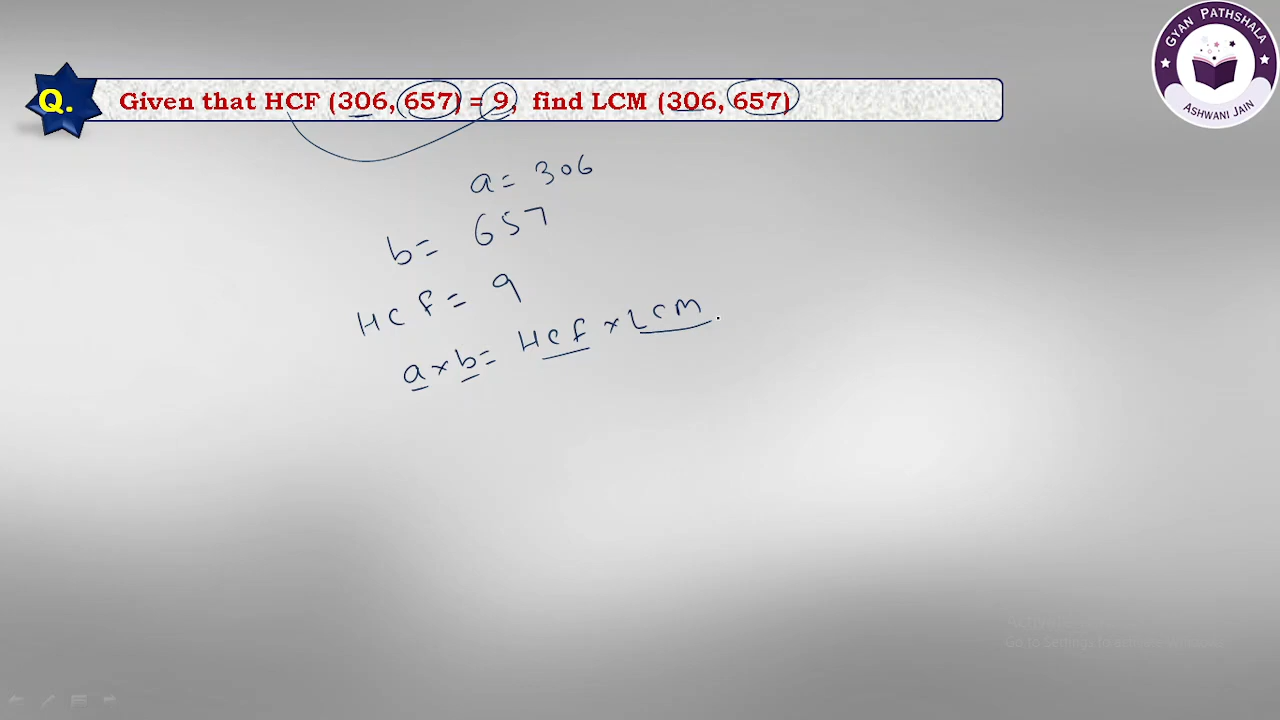 GYAN PATHSHALA
ASHWANI JAIN
Q. Given that HCF (306, 657) = 9, find LCM (306, 657)
a = 306
b = 657
HCF = 9
a × b = HCF × LCM